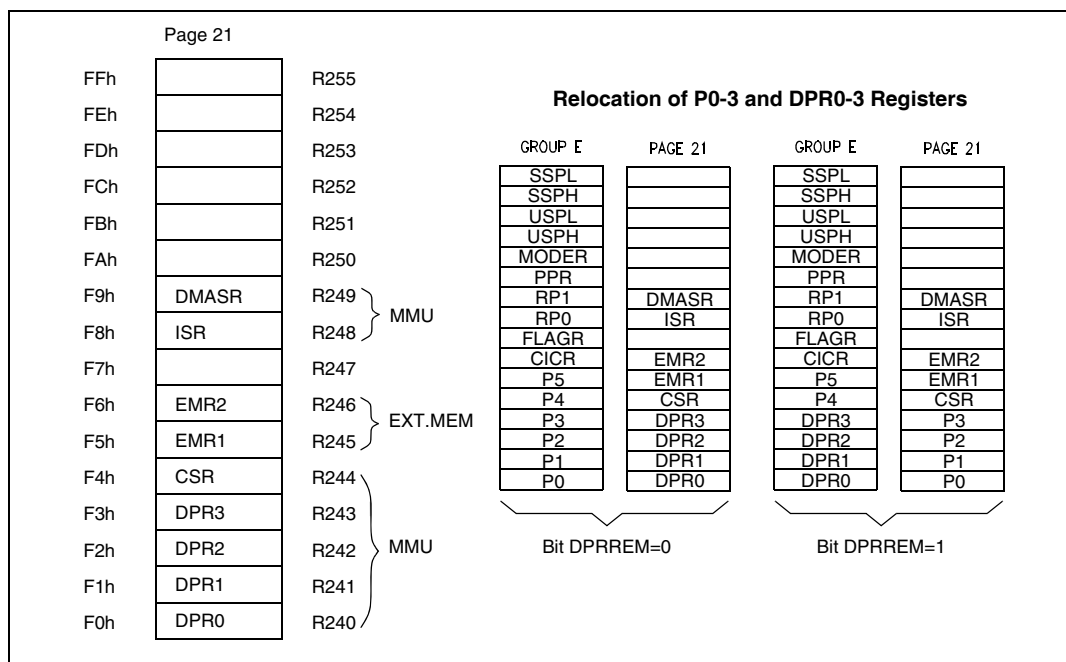 Page 21
FFh R255
FEh R254
FDh R253
FCh R252
FBh R251
FAh R250
F9h DMASR R249
MMU
F8h ISR R248
F7h R247
F6h EMR2 R246
EXT.MEM
F5h EMR1 R245
F4h CSR R244
F3h DPR3 R243
F2h DPR2 R242 MMU
F1h DPR1 R241
F0h DPR0 R240
Relocation of P0-3 and DPR0-3 Registers
GROUP E PAGE 21 GROUP E PAGE 21
SSPL SSPL
SSPH SSPH
USPL USPL
USPH USPH
MODER MODER
PPR PPR
RP1 DMASR RP1 DMASR
RP0 ISR RP0 ISR
FLAGR FLAGR
CICR EMR2 CICR EMR2
P5 EMR1 P5 EMR1
P4 CSR P4 CSR
P3 DPR3 DPR3 P3
P2 DPR2 DPR2 P2
P1 DPR1 DPR1 P1
P0 DPR0 DPR0 P0
Bit DPRREM=0 Bit DPRREM=1